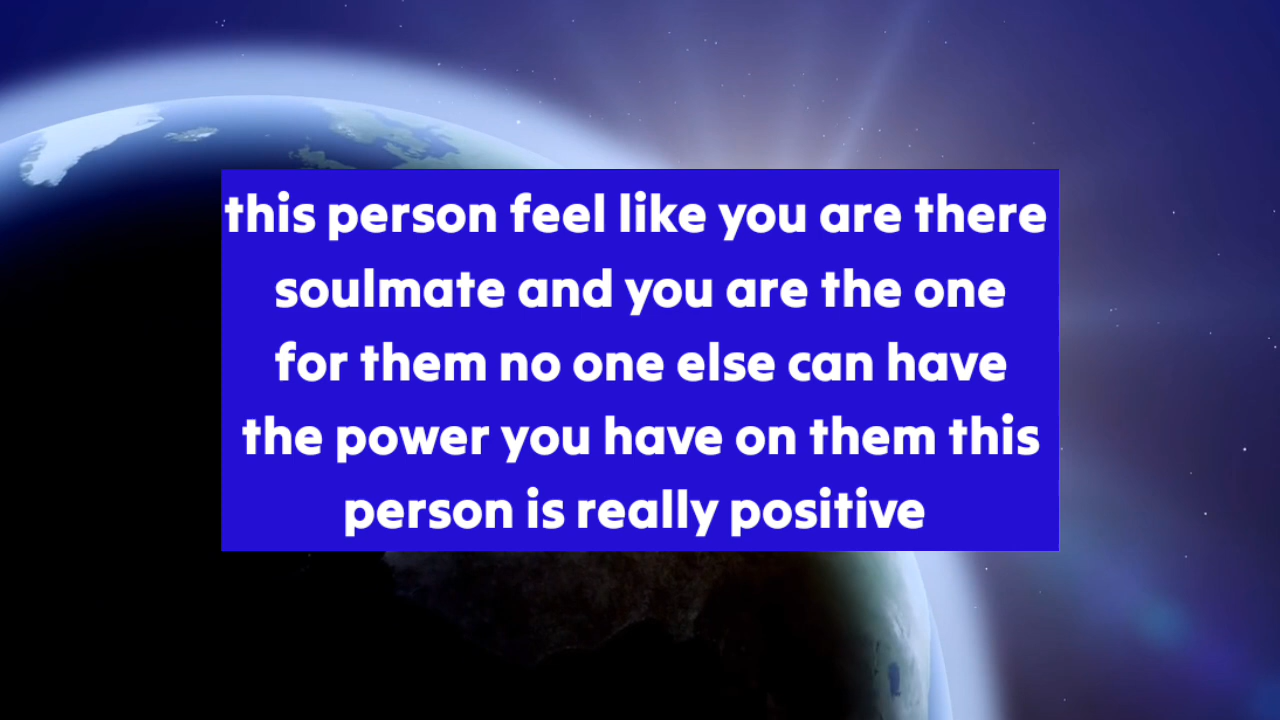 this person feel like you are there
soulmate and you are the one
for them no one else can have
the power you have on them this
person is really positive